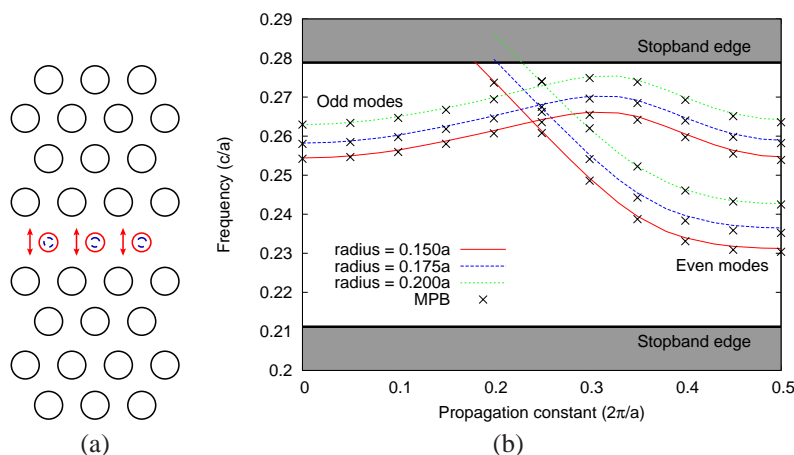 0.29
0.28
0.27
0.26
0.25
0.24
0.23
0.22
0.21
0.2
Frequency (c/a)
Stopband edge
Odd modes
radius = 0.150a
radius = 0.175a
radius = 0.200a
MPB
Even modes
Stopband edge
0
0.1
0.2
0.3
0.4
0.5
Propagation constant (2π/a)
(a)
(b)